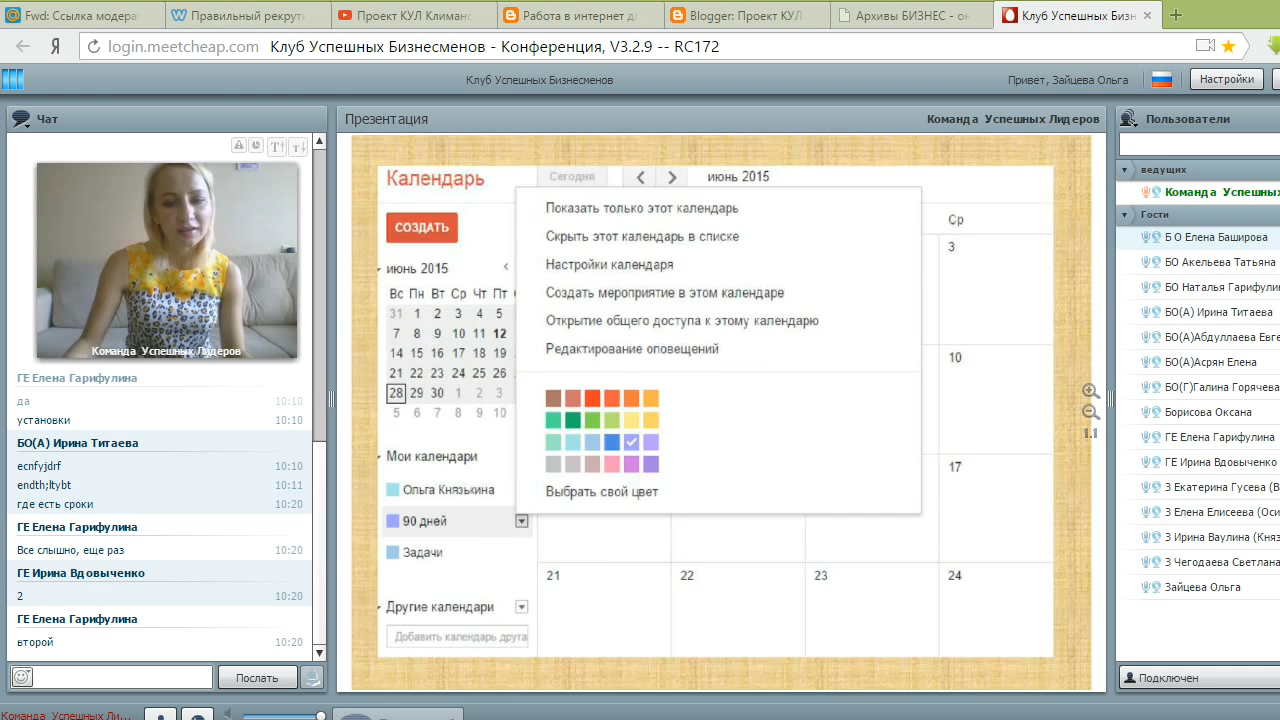 Fwd: Ссылка модера
Правильный рекрут
Проект КУЛ Климан
Работа в интернет дл
Blogger: Проект КУЛ
Архивы БИЗНЕС - он
Клуб Успешных Бизн
login.meetcheap.com Клуб Успешных Бизнесменов - Конференция, V3.2.9 -- RC172
Клуб Успешных Бизнесменов
Привет, Зайцева Ольга
Настройки
Чат
Команда Успешных Лидеров
ГЕ Елена Гарифулина
да 10:10
установки 10:10
БО(А) Ирина Титаева
ecnfyjdrf 10:10
endth;ltybt 10:11
где есть сроки 10:20
ГЕ Елена Гарифулина
Все слышно, еще раз 10:20
ГЕ Ирина Вдовыченко
2 10:20
ГЕ Елена Гарифулина
второй 10:20
Послать
Команда Успешных Ли...
Презентация
Команда Успешных Лидеров
Календарь
Сегодня
июнь 2015
СОЗДАТЬ
июнь 2015
Вс Пн Вт Ср Чт Пт
31 1 2 3 4 5
7 8 9 10 11 12
14 15 16 17 18 19
21 22 23 24 25 26
28 29 30 1 2 3
5 6 7 8 9 10
Мои календари
Ольга Князькина
90 дней
Задачи
Другие календари
Добавить календарь друга
Показать только этот календарь
Скрыть этот календарь в списке
Настройки календаря
Создать мероприятие в этом календаре
Открытие общего доступа к этому календарю
Редактирование оповещений
Выбрать свой цвет
Ср
3
10
17
21 22 23 24
1.1
Пользователи
ведущих
Команда Успешных
Гости
Б О Елена Баширова
БО Акельева Татьяна
БО Наталья Гарифулин
БО(А) Ирина Титаева
БО(А)Абдуллаева Евге
БО(А)Асрян Елена
БО(Г)Галина Горячева
Борисова Оксана
ГЕ Елена Гарифулина
ГЕ Ирина Вдовыченко
З Екатерина Гусева (В
З Елена Елисеева (Оси
З Ирина Ваулина (Княз
З Чегодаева Светлана
Зайцева Ольга
Подключен